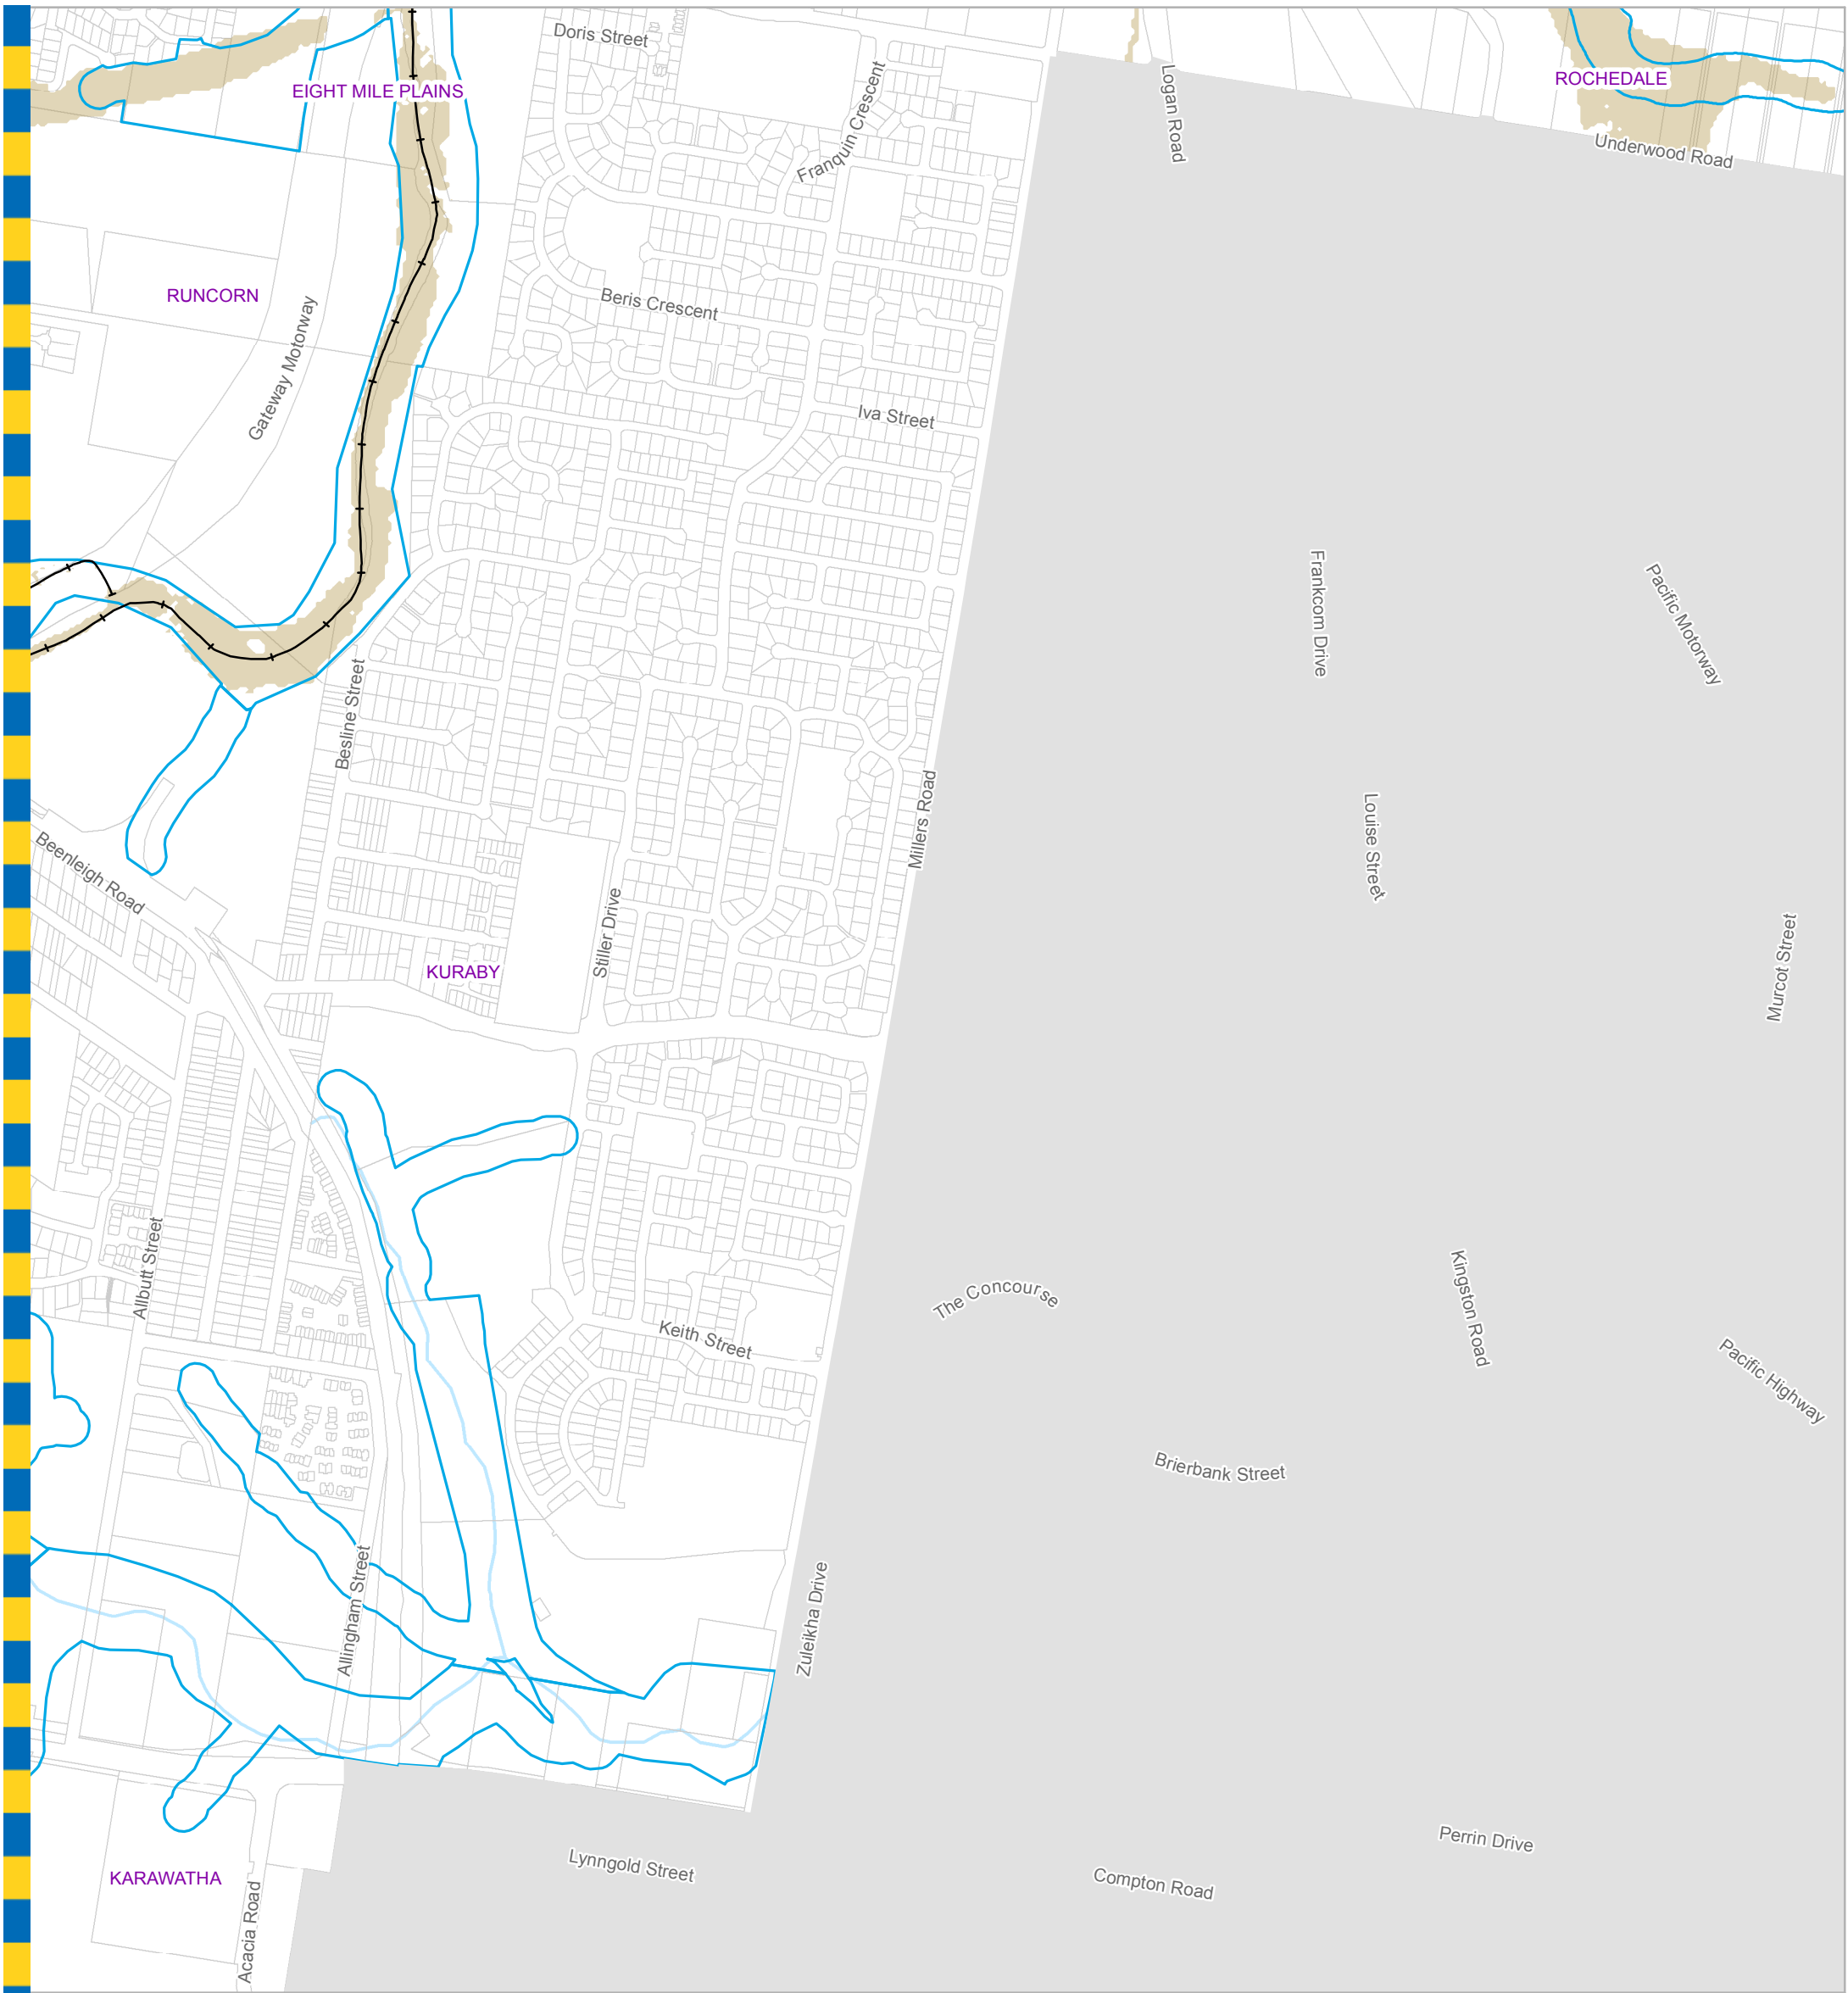 Doris Street
EIGHT MILE PLAINS
Franquin Crescent
Logan Road
ROCHEDALE
Underwood Road
RUNCORN
Beris Crescent
Gateway Motorway
Iva Street
Frankcom Drive
Pacific Motorway
Besline Street
Millers Road
Louise Street
Beenleigh Road
Stiller Drive
Murcot Street
KURABY
Allbutt Street
The Concourse
Kingston Road
Keith Street
Pacific Highway
Brierbank Street
Allingham Street
Zuleikha Drive
Perrin Drive
Lynngold Street
Compton Road
KARAWATHA
Acacia Road